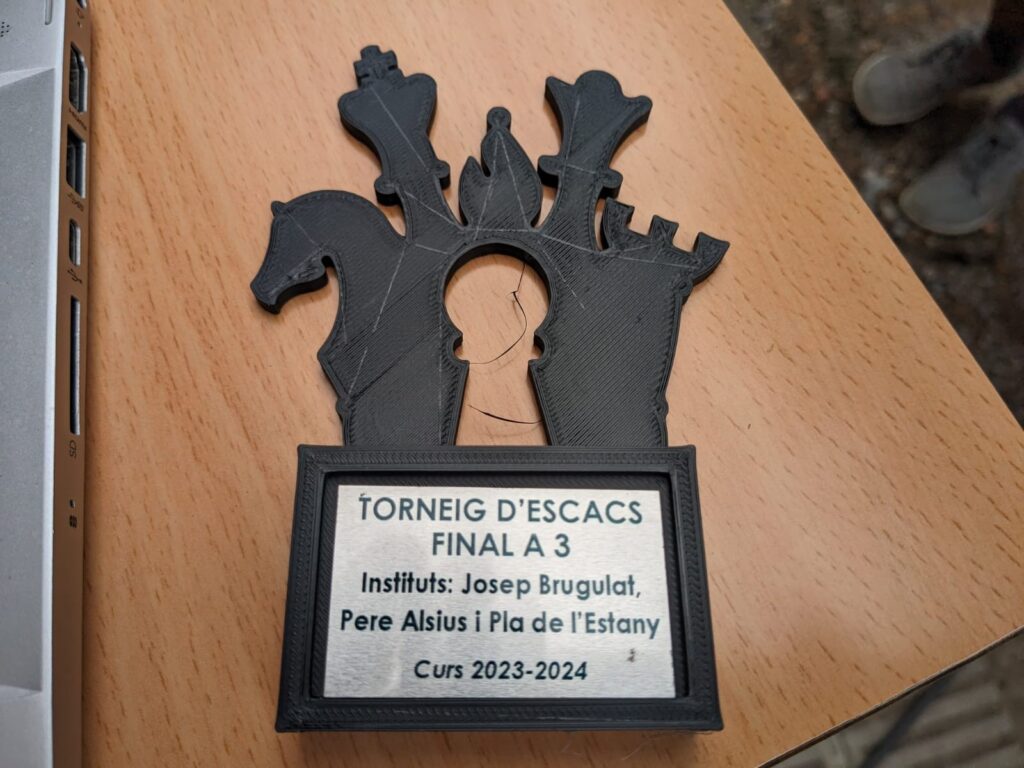 TORNEIG D'ESCACS
FINAL A 3
Instituts: Josep Brugulat,
Pere Alsius i Pla de l'Estany
Curs 2023-2024